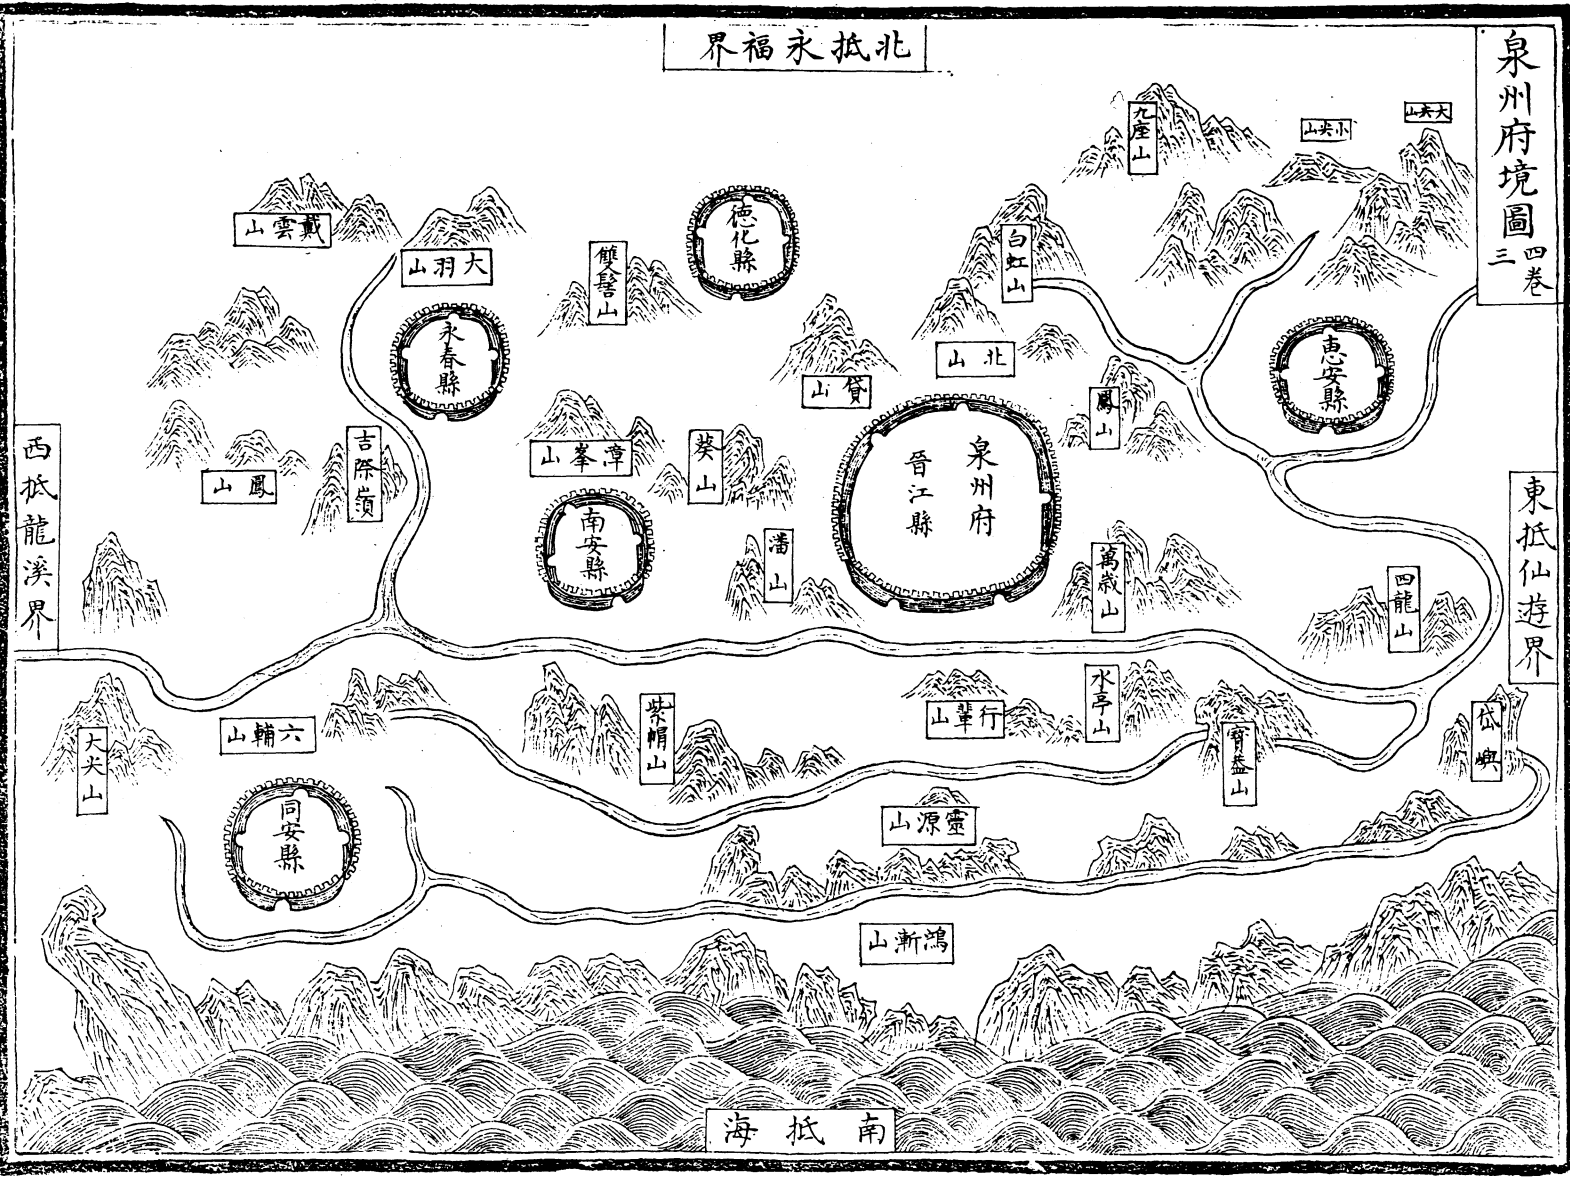 泉州府境圖
四卷
三
北抵永福界
大尖山
小尖山
九座山
白虹山
德化縣
雙髻山
大羽山
戴雲山
惠安縣
北山
貸山
永春縣
鳳山
泉州府
晉江縣
葵山
漳峯山
吉際嶺
鳳山
西抵龍溪界
東抵仙遊界
南安縣
潘山
萬歲山
四龍山
岱嶼
水亭山
行輦山
寶蓋山
紫帽山
六輔山
大尖山
同安縣
靈源山
鴻漸山
南抵海